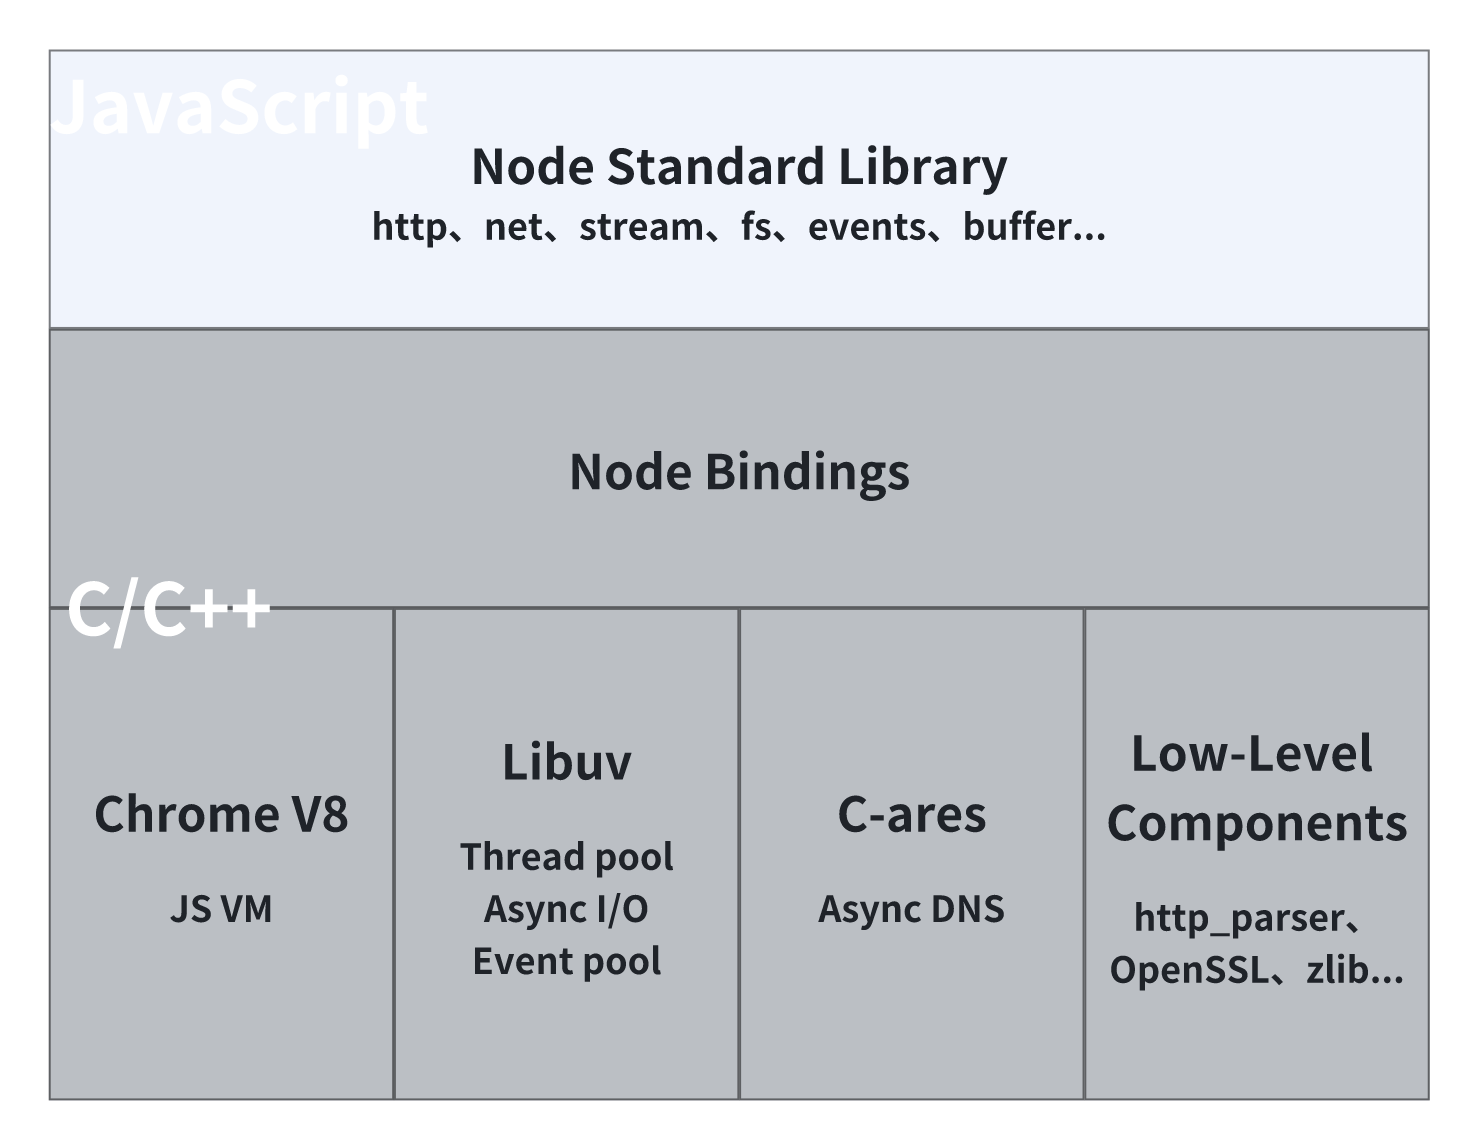 JavaScript
Node Standard Library
http、net、stream、fs、events、buffer...
Node Bindings
C/C++
Chrome V8
JS VM
Libuv
Thread pool
Async I/O
Event pool
C-ares
Async DNS
Low-Level
Components
http_parser、
OpenSSL、zlib...